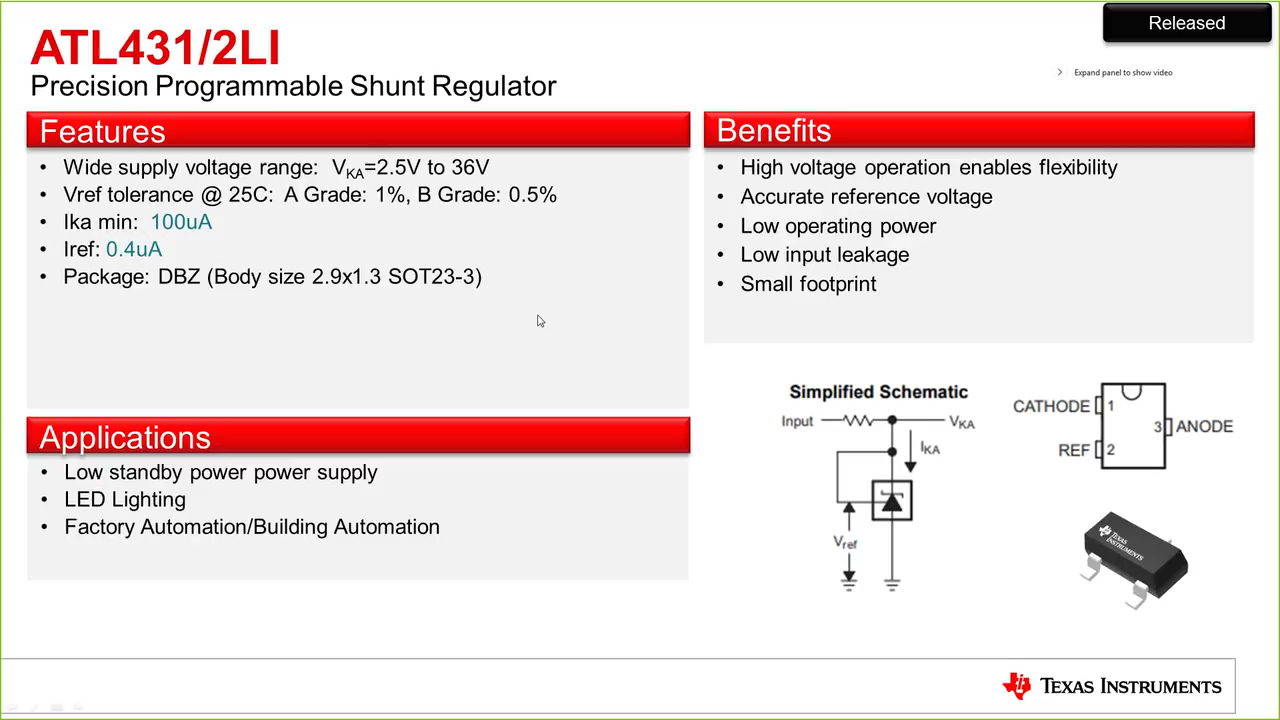 Released
ATL431/2LI
Precision Programmable Shunt Regulator
Expand panel to show video
Features
• Wide supply voltage range: VKA=2.5V to 36V
• Vref tolerance @ 25C: A Grade: 1%, B Grade: 0.5%
• Ika min: 100uA
• Iref: 0.4uA
• Package: DBZ (Body size 2.9x1.3 SOT23-3)
Benefits
• High voltage operation enables flexibility
• Accurate reference voltage
• Low operating power
• Low input leakage
• Small footprint
Applications
• Low standby power power supply
• LED Lighting
• Factory Automation/Building Automation
Simplified Schematic
Input
VKA
IKA
Vref
CATHODE 1
3 ANODE
REF 2
TEXAS INSTRUMENTS
TEXAS INSTRUMENTS